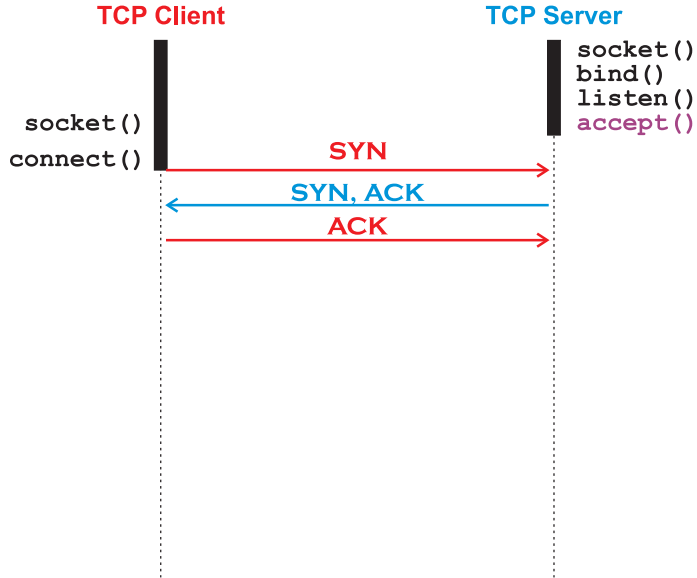 TCP Client
TCP Server
socket()
bind()
listen()
accept()
socket()
connect()
SYN
SYN, ACK
ACK